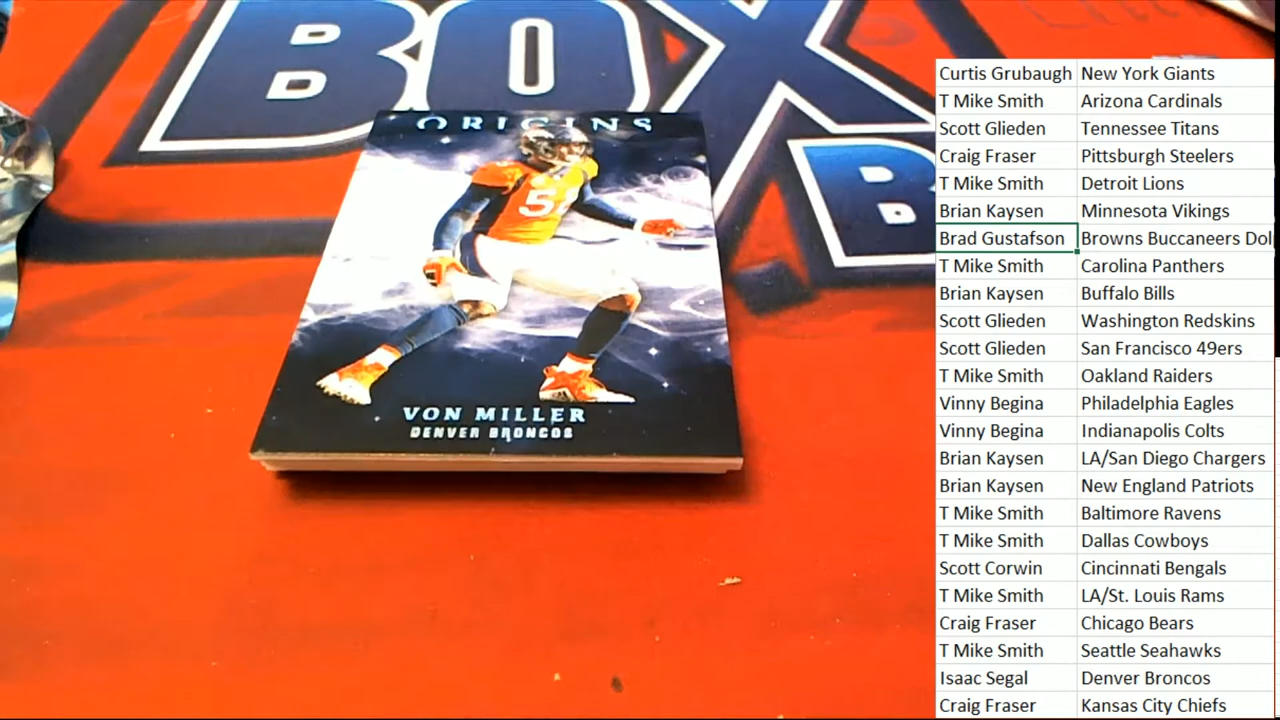 BOX
B
ORIGINS
5
VON MILLER
DENVER BRONCOS
Curtis Grubaugh New York Giants
T Mike Smith Arizona Cardinals
Scott Glieden Tennessee Titans
Craig Fraser Pittsburgh Steelers
T Mike Smith Detroit Lions
Brian Kaysen Minnesota Vikings
Brad Gustafson Browns Buccaneers Dol
T Mike Smith Carolina Panthers
Brian Kaysen Buffalo Bills
Scott Glieden Washington Redskins
Scott Glieden San Francisco 49ers
T Mike Smith Oakland Raiders
Vinny Begina Philadelphia Eagles
Vinny Begina Indianapolis Colts
Brian Kaysen LA/San Diego Chargers
Brian Kaysen New England Patriots
T Mike Smith Baltimore Ravens
T Mike Smith Dallas Cowboys
Scott Corwin Cincinnati Bengals
T Mike Smith LA/St. Louis Rams
Craig Fraser Chicago Bears
T Mike Smith Seattle Seahawks
Isaac Segal Denver Broncos
Craig Fraser Kansas City Chiefs